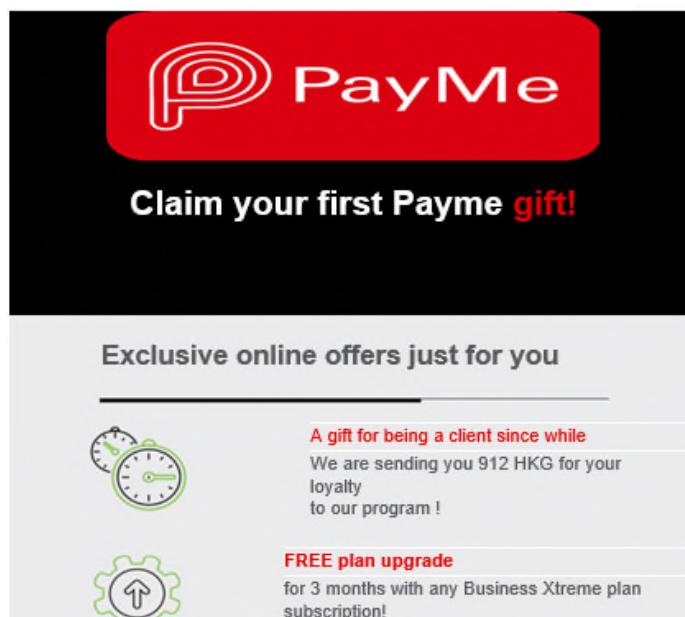 PayMe
Claim your first Payme gift!
Exclusive online offers just for you
A gift for being a client since while
We are sending you 912 HKG for your
loyalty
to our program !
FREE plan upgrade
for 3 months with any Business Xtreme plan
subscription!